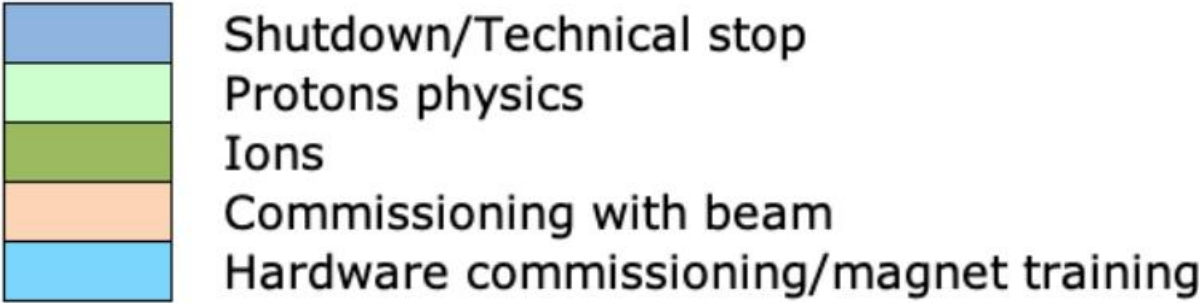 Shutdown/Technical stop
Protons physics
Ions
Commissioning with beam
Hardware commissioning/magnet training